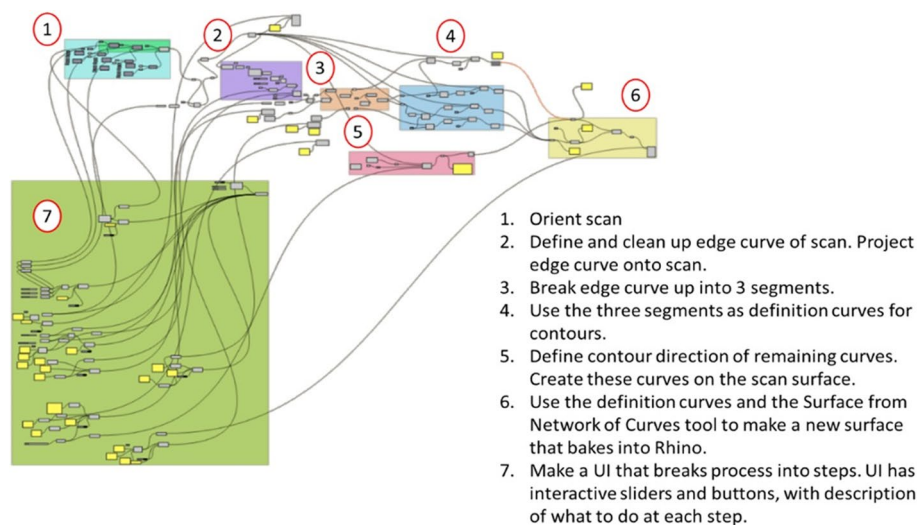 1
2
3
4
5
6
7
1. Orient scan
2. Define and clean up edge curve of scan. Project
edge curve onto scan.
3. Break edge curve up into 3 segments.
4. Use the three segments as definition curves for
contours.
5. Define contour direction of remaining curves.
Create these curves on the scan surface.
6. Use the definition curves and the Surface from
Network of Curves tool to make a new surface
that bakes into Rhino.
7. Make a UI that breaks process into steps. UI has
interactive sliders and buttons, with description
of what to do at each step.